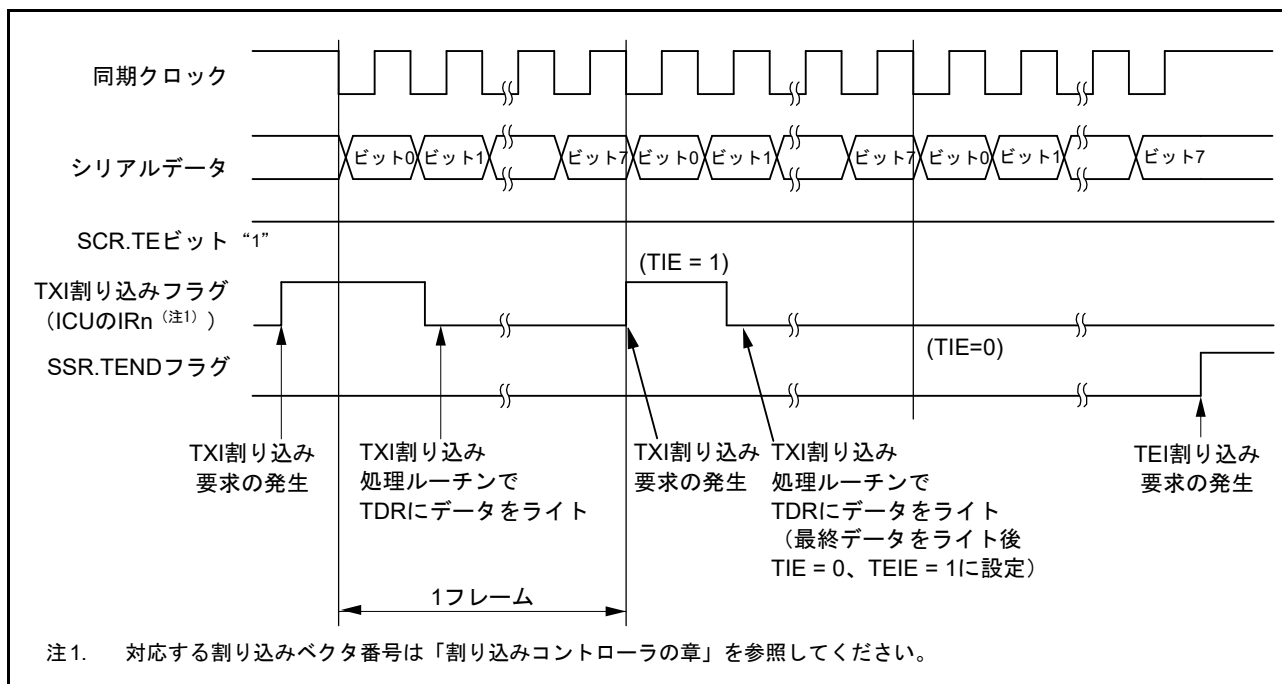 同期クロック
シリアルデータ
ビット0 ビット1 ビット7 ビット0 ビット1 ビット7 ビット0 ビット1 ビット7
SCR.TEビット “1”
(TIE = 1)
TXI割り込みフラグ
（ICUのIRn（注1））
(TIE=0)
SSR.TENDフラグ
TXI割り込み
要求の発生
TXI割り込み
処理ルーチンで
TDRにデータをライト
TXI割り込み
要求の発生
TXI割り込み
処理ルーチンで
TDRにデータをライト
（最終データをライト後
TIE = 0、TEIE = 1に設定）
TEI割り込み
要求の発生
1フレーム
注1. 対応する割り込みベクタ番号は「割り込みコントローラの章」を参照してください。